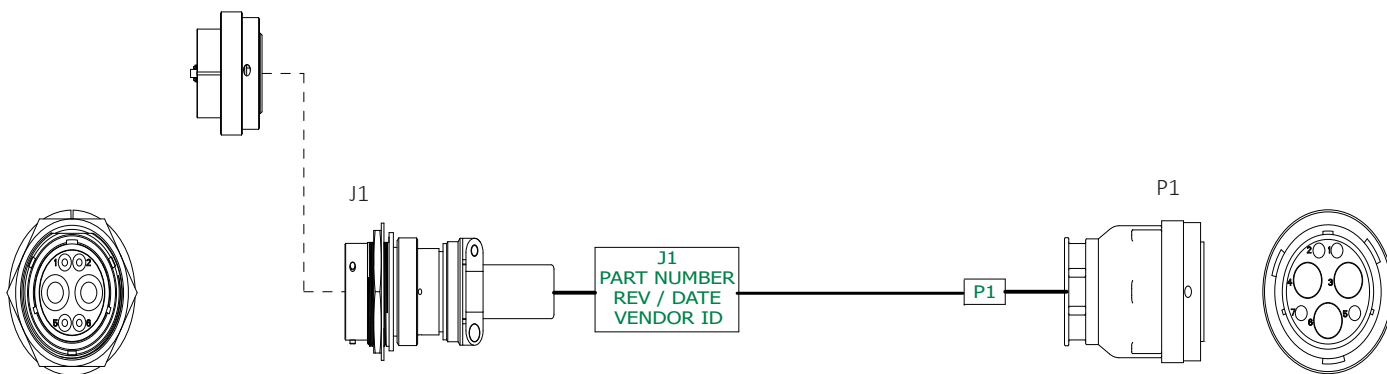 J1
P1
J1
PART NUMBER
REV / DATE
VENDOR ID
P1
1 2
5 6
2 1
4 3
7 5
6